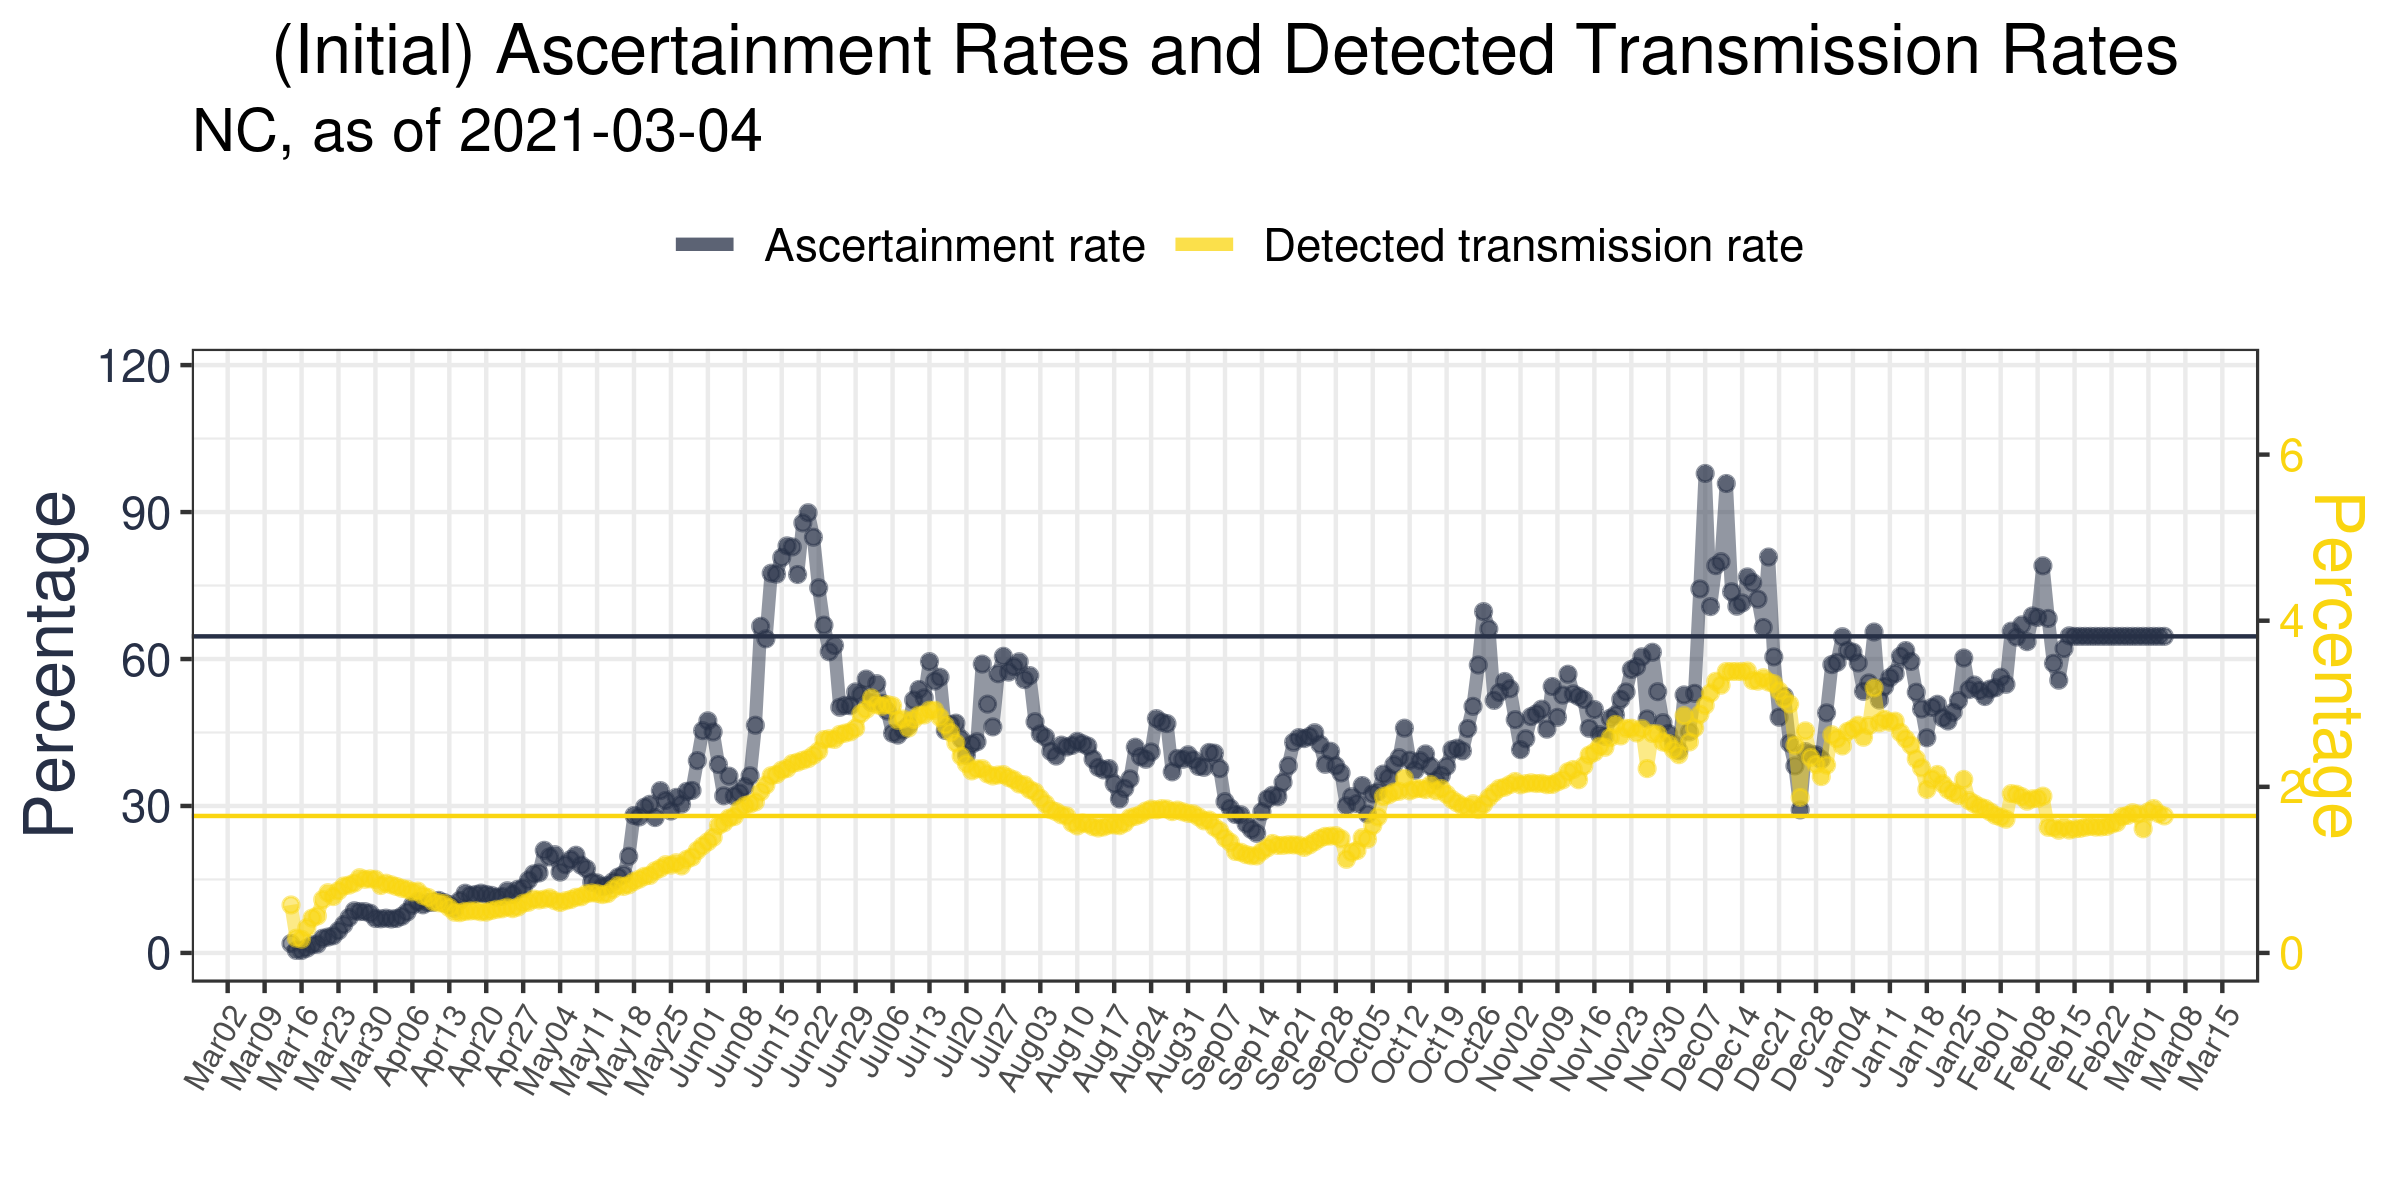 (Initial) Ascertainment Rates and Detected Transmission Rates
NC, as of 2021-03-04
Ascertainment rate
Detected transmission rate
120
90
60
30
0
Percentage
6
4
2
0
Percentage
Mar02
Mar09
Mar16
Mar23
Mar30
Apr06
Apr13
Apr20
Apr27
May04
May11
May18
May25
Jun01
Jun08
Jun15
Jun22
Jun29
Jul06
Jul13
Jul20
Jul27
Aug03
Aug10
Aug17
Aug24
Aug31
Sep07
Sep14
Sep21
Sep28
Oct05
Oct12
Oct19
Oct26
Nov02
Nov09
Nov16
Nov23
Nov30
Dec07
Dec14
Dec21
Dec28
Jan04
Jan11
Jan18
Jan25
Feb01
Feb08
Feb15
Feb22
Mar01
Mar08
Mar15